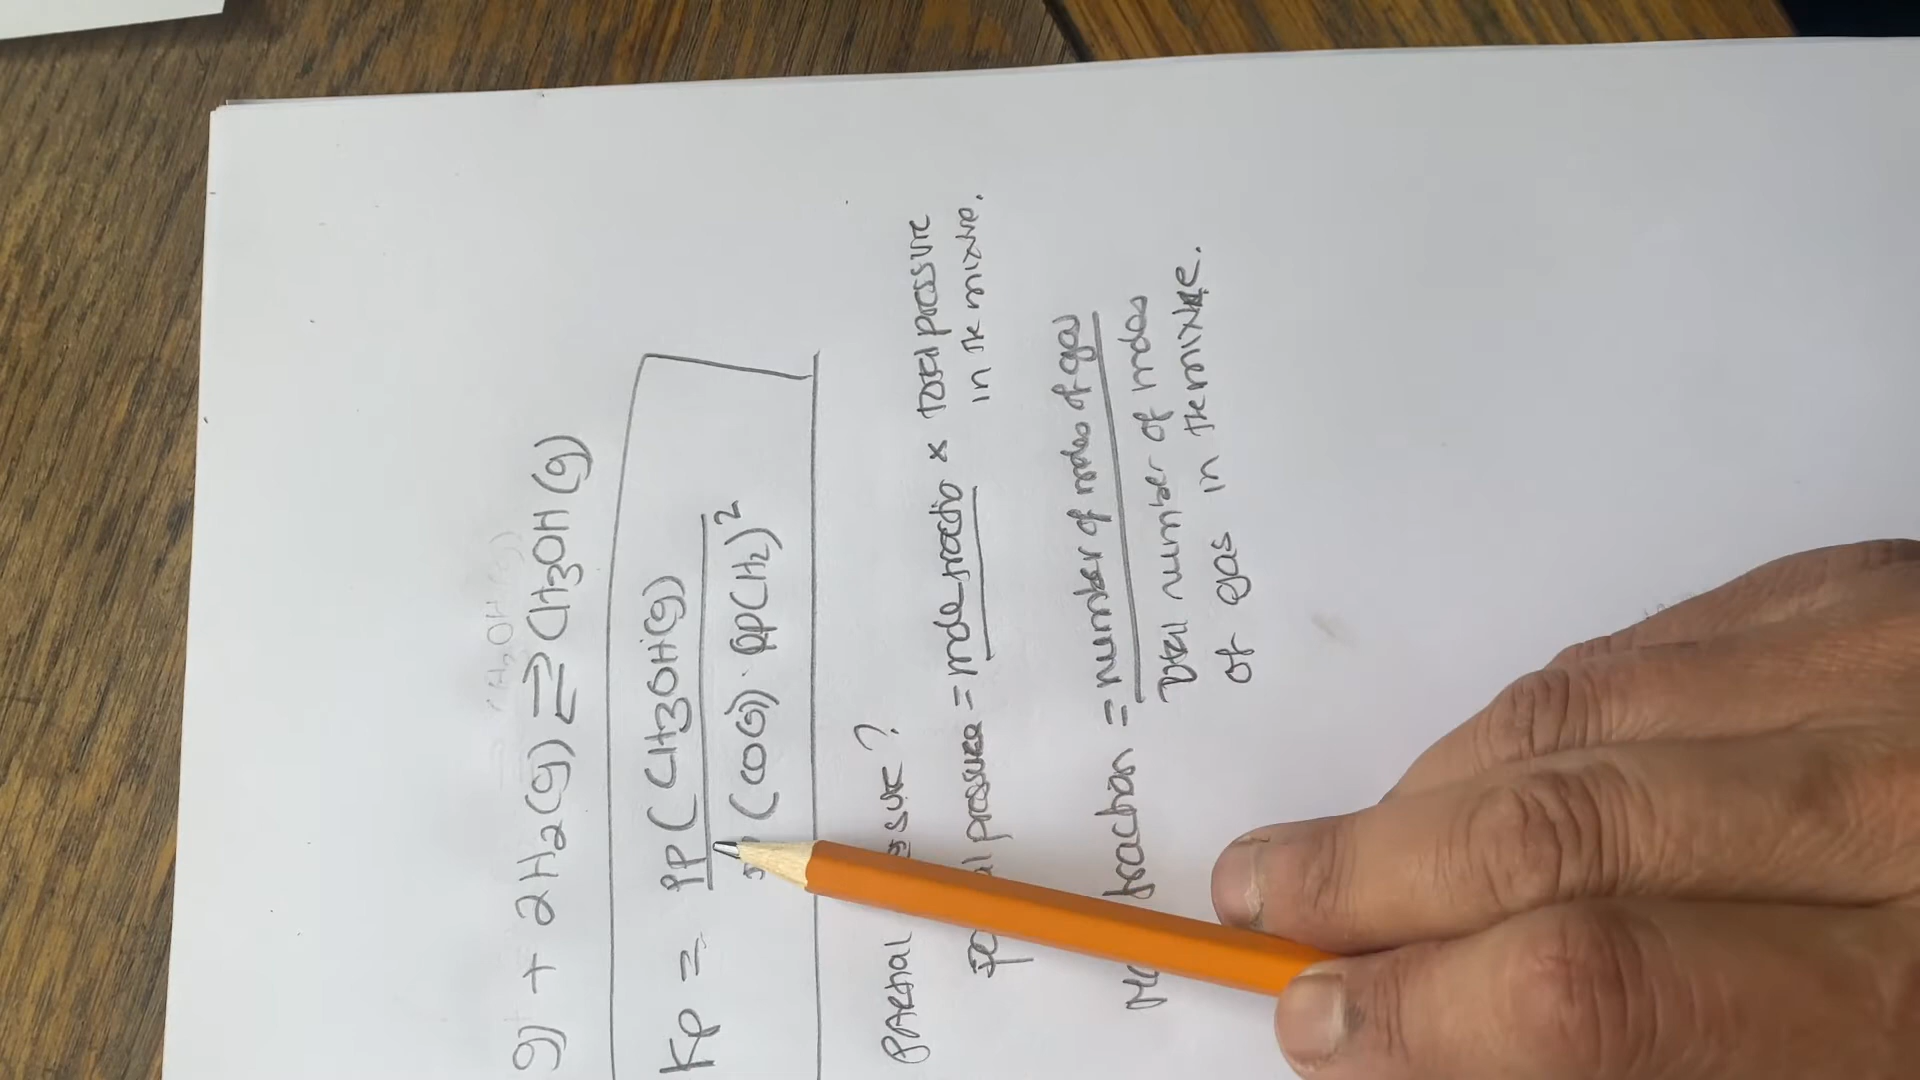 g) + 2H₂(g) ⇌ CH₃OH(g)
Kp = PP(CH₃OH(g)
(CO(g)) · PP(H₂)²
Partial ssure?
pressure = mole fraction × total pressure
in the mixture.
fraction = number of moles of gas
total number of moles
of gas in the mixture.